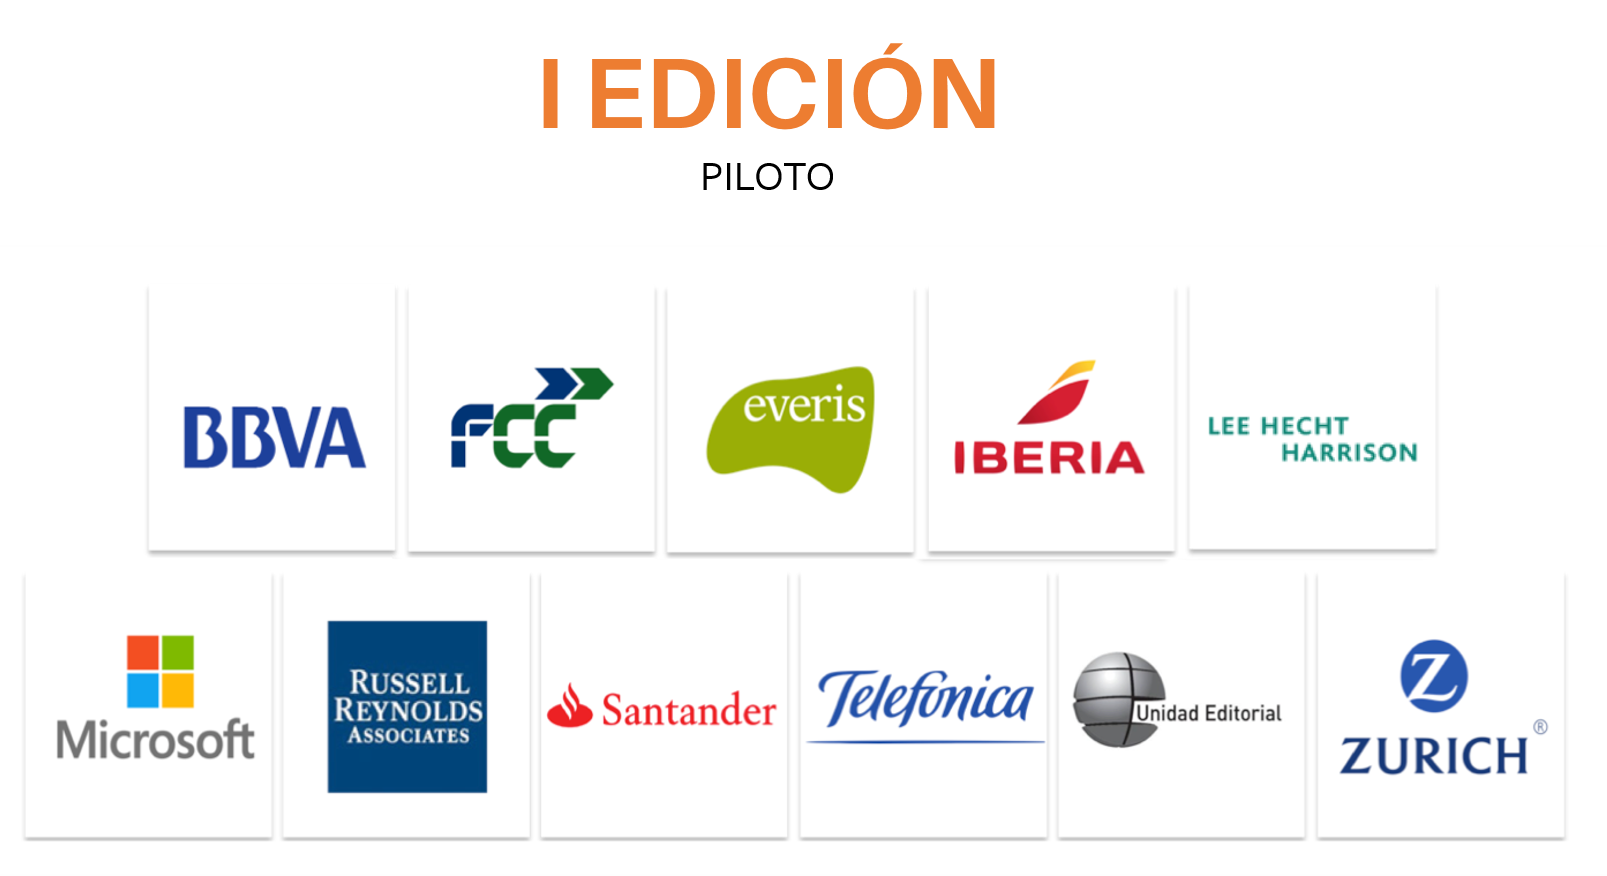 I EDICIÓN
PILOTO
BBVA
FCC
everis
IBERIA
LEE HECHT
HARRISON
Microsoft
RUSSELL
REYNOLDS
ASSOCIATES
Santander
Telefónica
Unidad Editorial
Z
ZURICH®